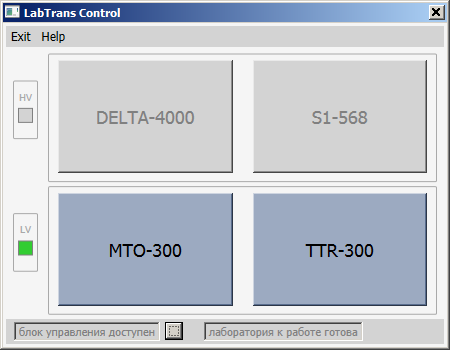 LabTrans Control
Exit Help
HV
DELTA-4000
S1-568
LV
MTO-300
TTR-300
блок управления доступен
лаборатория к работе готова